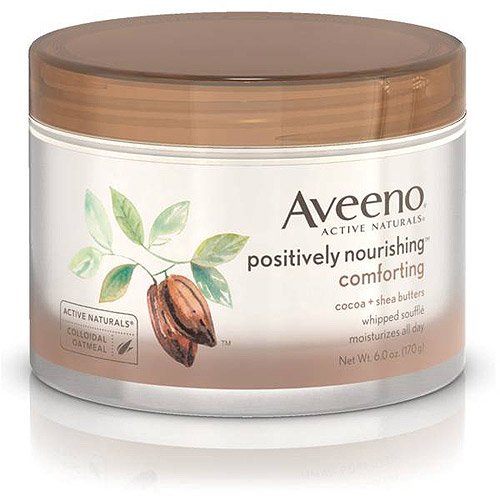 Aveeno®
ACTIVE NATURALS®
positively nourishing™
comforting
cocoa + shea butters
whipped soufflé
moisturizes all day
Net Wt. 6.0 oz. (170g)
ACTIVE NATURALS®
COLLOIDAL
OATMEAL
™